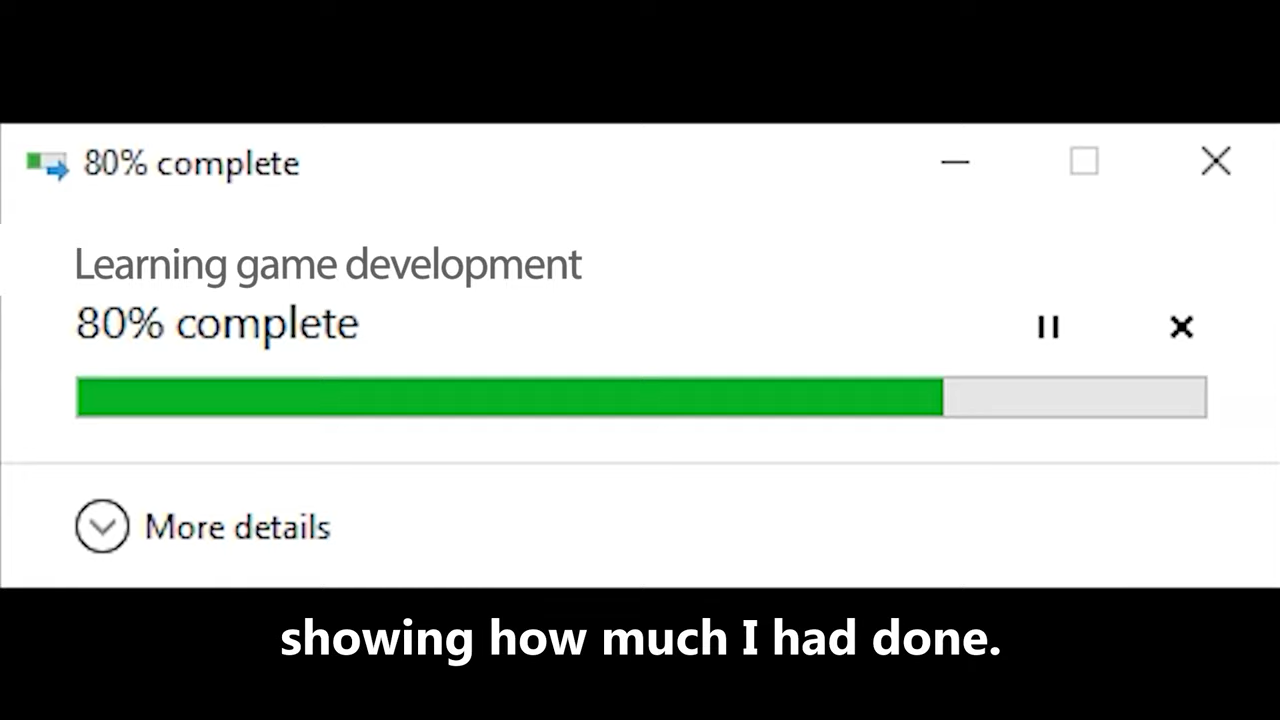 80% complete
Learning game development
80% complete
More details
showing how much I had done.